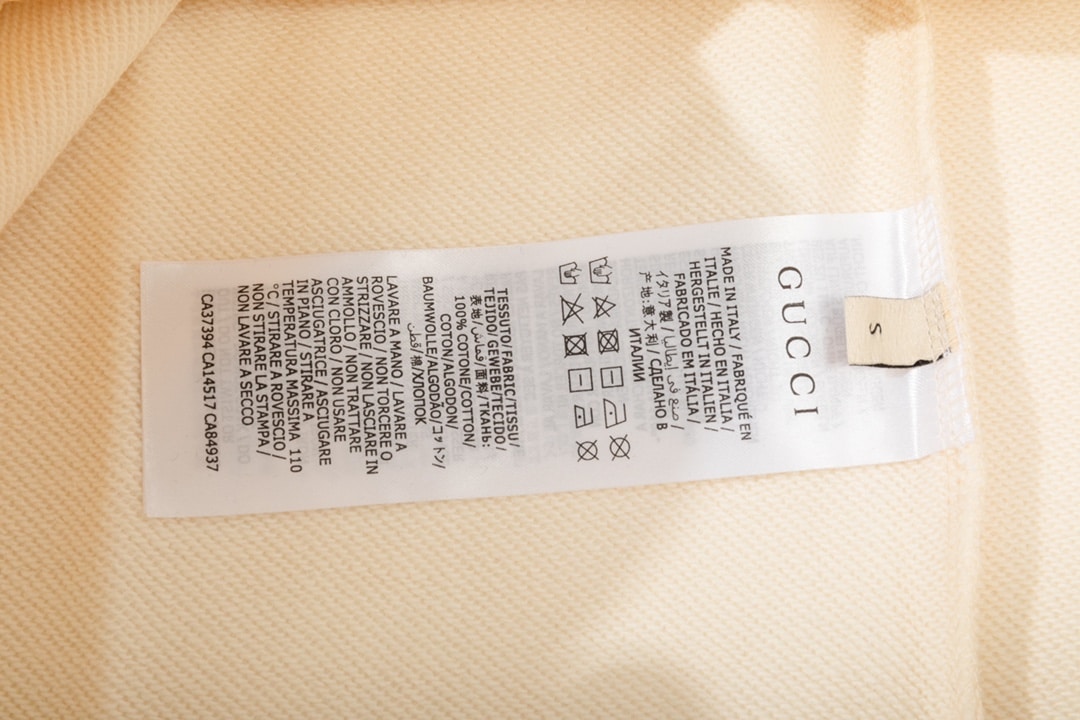 GUCCI
S
MADE IN ITALY / FABRIQUÉ EN
ITALIE / HECHO EN ITALIA /
HERGESTELLT IN ITALIEN /
FABRICADO EM ITALIA /
イタリア製 / صنع في إيطاليا /
产地:意大利 / СДЕЛАНО В
ИТАЛИИ
TESSUTO/FABRIC/TISSU/
TEJIDO/GEWEBE/TECIDO/
表地/قماش/面料/ТКАНЬ:
100% COTONE/COTTON/
COTON/ALGODON/
BAUMWOLLE/ALGODÃO/コットン/
قطن/棉/ХЛОПОК
LAVARE A MANO / LAVARE A
ROVESCIO / NON TORCERE O
STRIZZARE / NON LASCIARE IN
AMMOLLO / NON TRATTARE
CON CLORO / NON USARE
ASCIUGATRICE / ASCIUGARE
IN PIANO / STIRARE A
TEMPERATURA MASSIMA 110
°C / STIRARE A ROVESCIO /
NON STIRARE LA STAMPA /
NON LAVARE A SECCO
CA37394 CA14517 CA84937